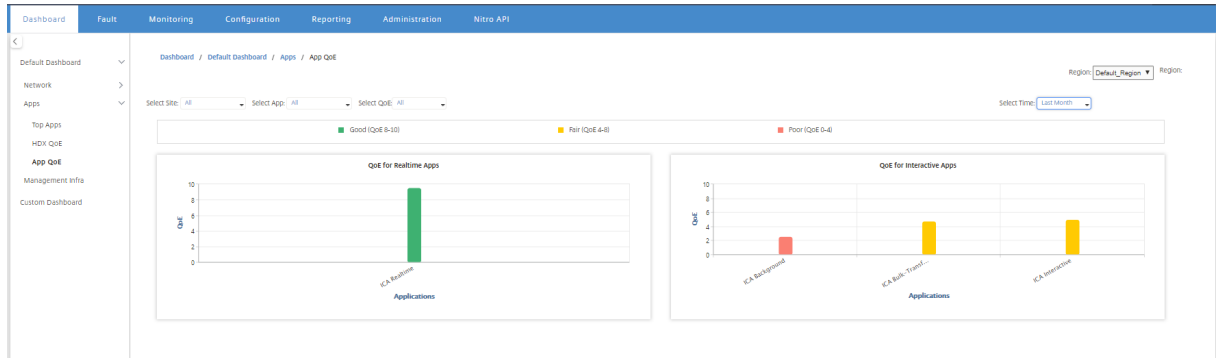 Dashboard Fault Monitoring Configuration Reporting Administration Nitro API
<
Default Dashboard
Network
Apps
Top Apps
HDX QoE
App QoE
Management Infra
Custom Dashboard
Dashboard / Default Dashboard / Apps / App QoE
Region: Default_Region Region:
Select Site: All Select App: All Select QoE: All Select Time: Last Month
Good (QoE 8-10) Fair (QoE 4-8) Poor (QoE 0-4)
QoE for Realtime Apps
QoE
10
8
6
4
2
0
ICA Realtime
Applications
QoE for Interactive Apps
QoE
10
8
6
4
2
0
ICA Background
ICA Bulk-Transf...
ICA Interactive
Applications